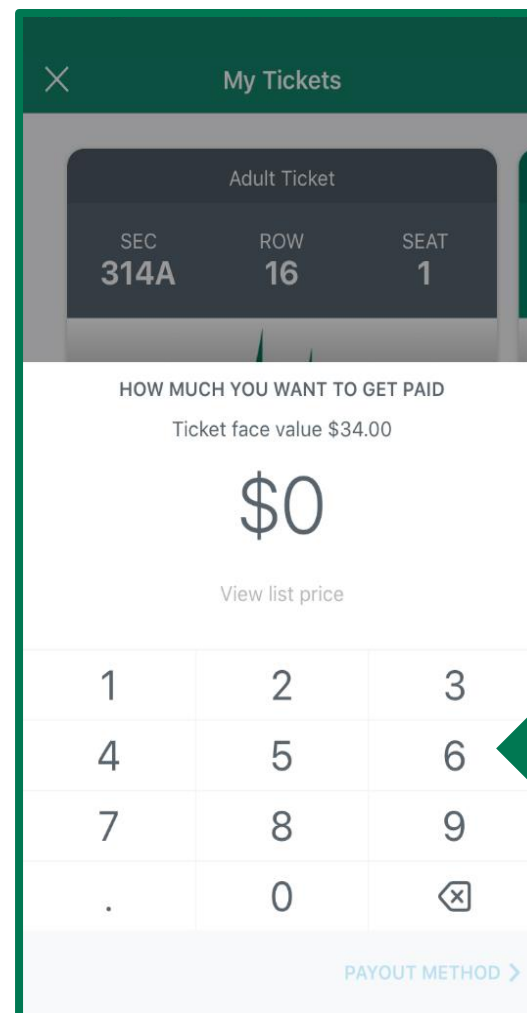 My Tickets
Adult Ticket
SEC ROW SEAT
314A 16 1
HOW MUCH YOU WANT TO GET PAID
Ticket face value $34.00
$0
View list price
1 2 3
4 5 6
7 8 9
. 0
PAYOUT METHOD >